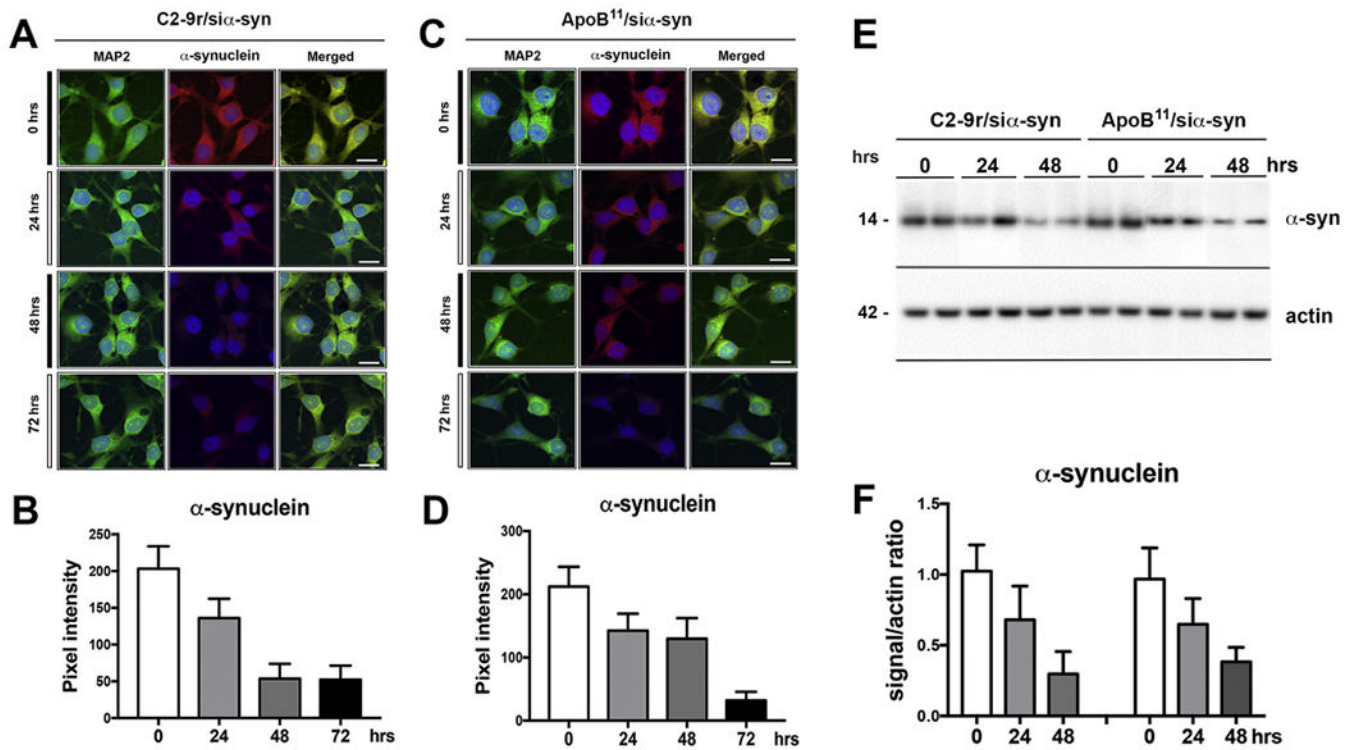 A
C2-9r/siα-syn
MAP2 α-synuclein Merged
0 hrs
24 hrs
48 hrs
72 hrs
B
α-synuclein
Pixel intensity
250
200
150
100
50
0
0 24 48 72 hrs
C
ApoB¹¹/siα-syn
MAP2 α-synuclein Merged
0 hrs
24 hrs
48 hrs
72 hrs
D
α-synuclein
Pixel intensity
300
200
100
0
0 24 48 72 hrs
E
C2-9r/siα-syn ApoB¹¹/siα-syn
hrs 0 24 48 0 24 48 hrs
14 - α-syn
42 - actin
F
α-synuclein
signal/actin ratio
1.5
1.0
0.5
0.0
0 24 48 0 24 48 hrs